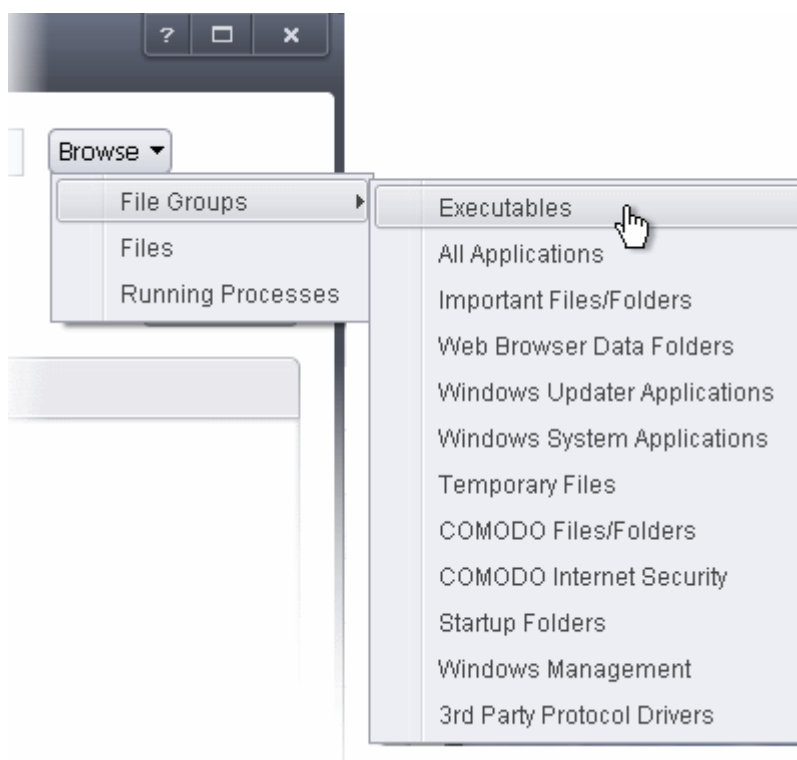 ?
Browse
File Groups
Files
Running Processes
Executables
All Applications
Important Files/Folders
Web Browser Data Folders
Windows Updater Applications
Windows System Applications
Temporary Files
COMODO Files/Folders
COMODO Internet Security
Startup Folders
Windows Management
3rd Party Protocol Drivers